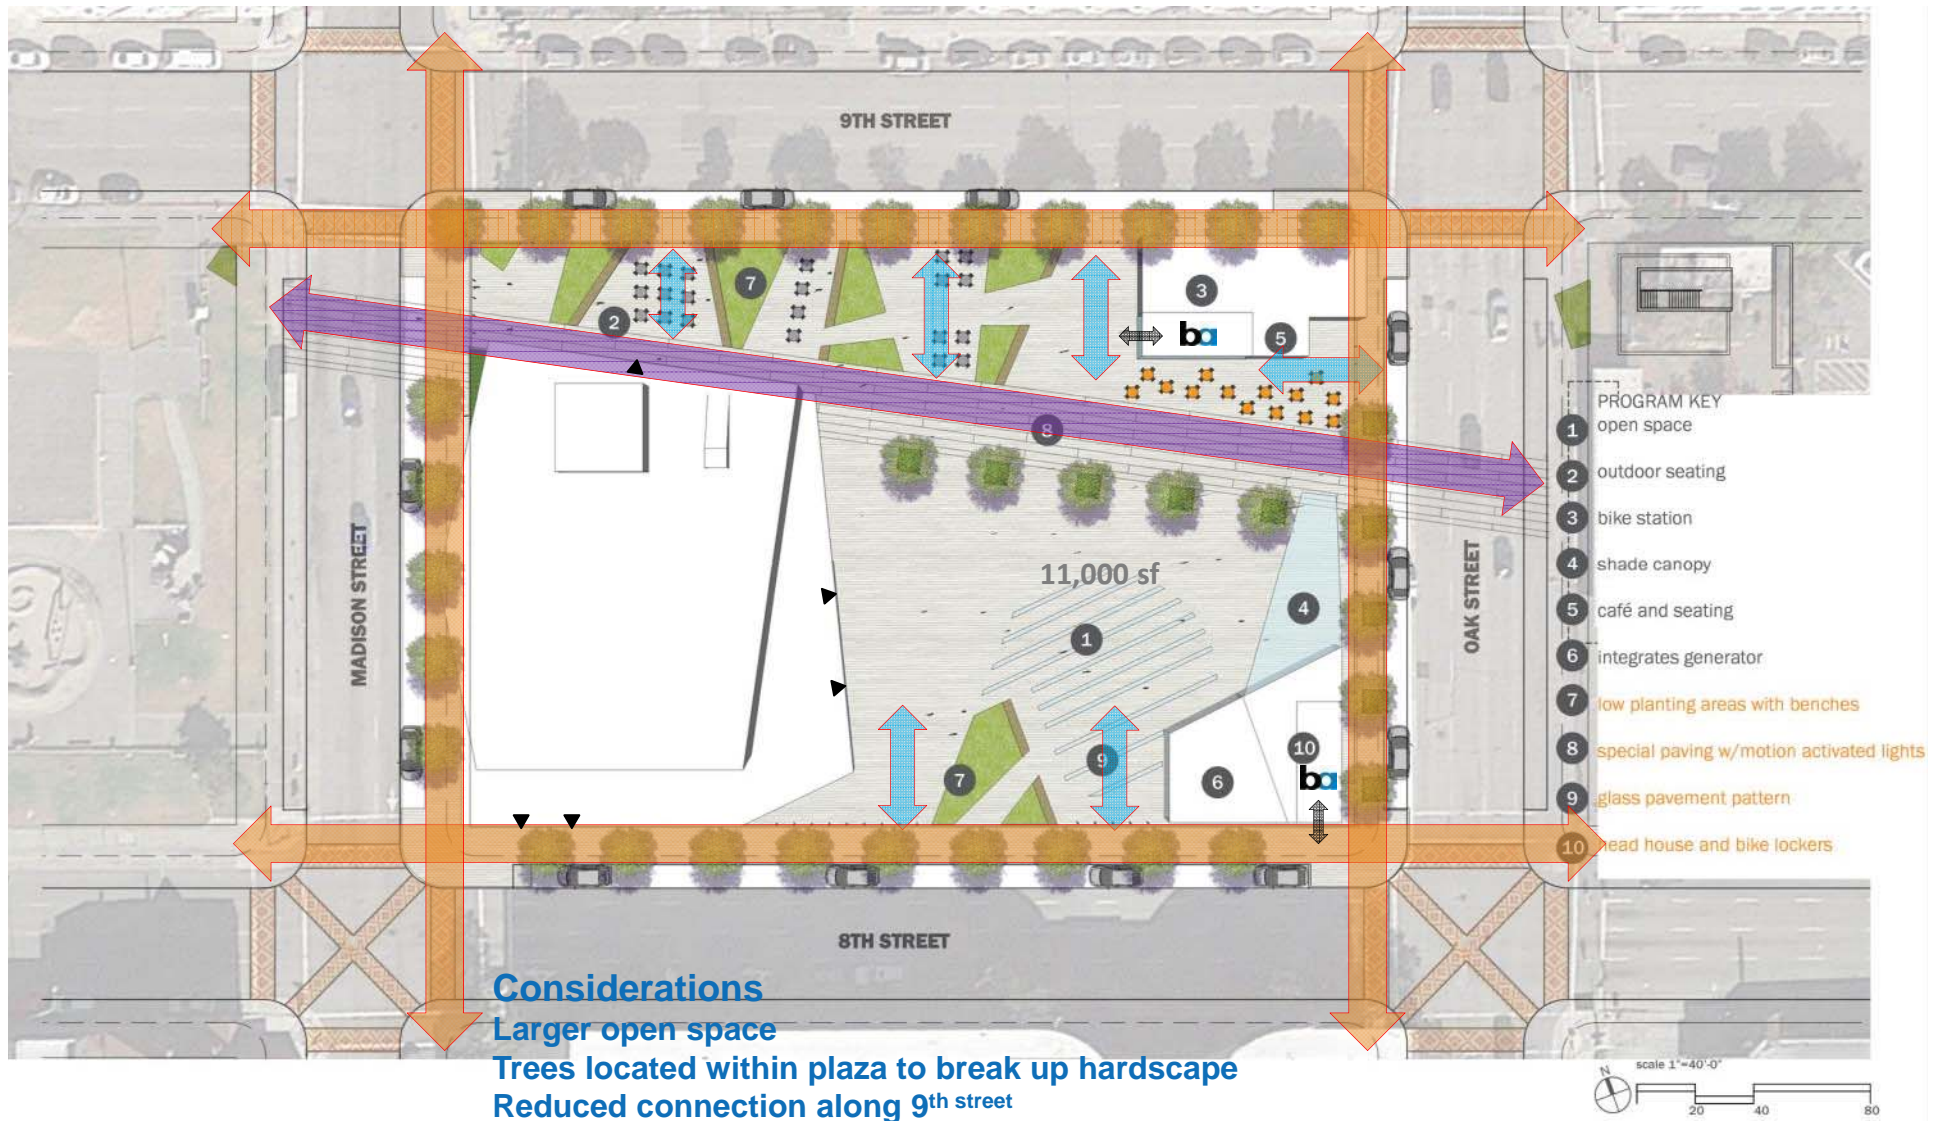 9TH STREET
7
3
2
ba
5
8
PROGRAM KEY
1 open space
2 outdoor seating
3 bike station
4 shade canopy
5 café and seating
6 integrates generator
7 low planting areas with benches
8 special paving w/motion activated lights
9 glass pavement pattern
10 head house and bike lockers
MADISON STREET
OAK STREET
11,000 sf
4
1
10
9
7
6
ba
8TH STREET
Considerations
Larger open space
Trees located within plaza to break up hardscape
Reduced connection along 9th street
scale 1"=40'-0"
N
20 40 80